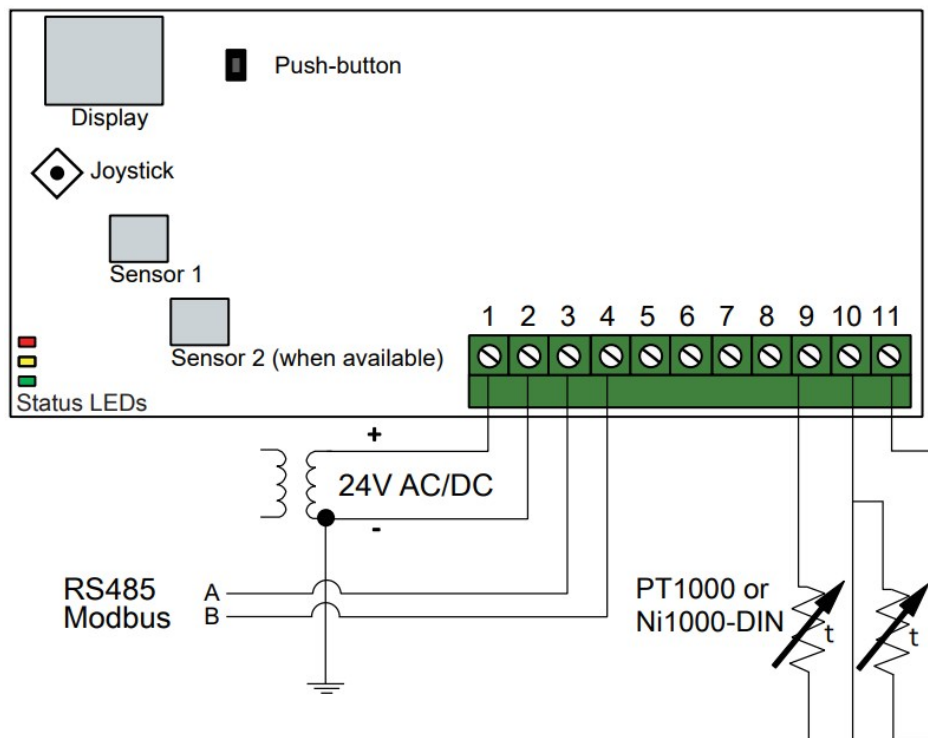 Push-button
Display
Joystick
Sensor 1
Sensor 2 (when available)
Status LEDs
1 2 3 4 5 6 7 8 9 10 11
+
24V AC/DC
-
RS485
Modbus
A
B
PT1000 or
Ni1000-DIN
t
t